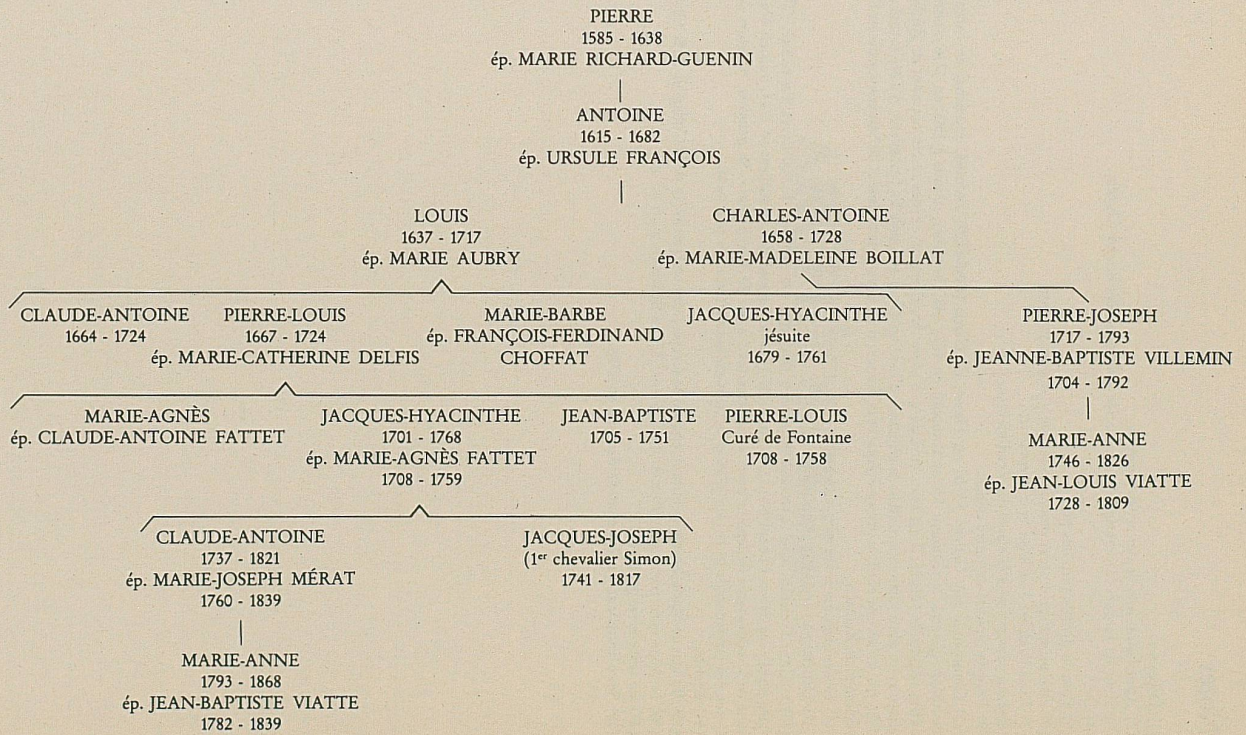 PIERRE
1585 - 1638
ép. MARIE RICHARD-GUENIN
ANTOINE
1615 - 1682
ép. URSULE FRANÇOIS
LOUIS
1637 - 1717
ép. MARIE AUBRY
CHARLES-ANTOINE
1658 - 1728
ép. MARIE-MADELEINE BOILLAT
CLAUDE-ANTOINE
1664 - 1724
PIERRE-LOUIS
1667 - 1724
ép. MARIE-CATHERINE DELFIS
MARIE-BARBE
ép. FRANÇOIS-FERDINAND
CHOFFAT
JACQUES-HYACINTHE
jésuite
1679 - 1761
PIERRE-JOSEPH
1717 - 1793
ép. JEANNE-BAPTISTE VILLEMIN
1704 - 1792
MARIE-AGNÈS
ép. CLAUDE-ANTOINE FATTET
JACQUES-HYACINTHE
1701 - 1768
ép. MARIE-AGNÈS FATTET
1708 - 1759
JEAN-BAPTISTE
1705 - 1751
PIERRE-LOUIS
Curé de Fontaine
1708 - 1758
MARIE-ANNE
1746 - 1826
ép. JEAN-LOUIS VIATTE
1728 - 1809
CLAUDE-ANTOINE
1737 - 1821
ép. MARIE-JOSEPH MÉRAT
1760 - 1839
JACQUES-JOSEPH
(1er chevalier Simon)
1741 - 1817
MARIE-ANNE
1793 - 1868
ép. JEAN-BAPTISTE VIATTE
1782 - 1839